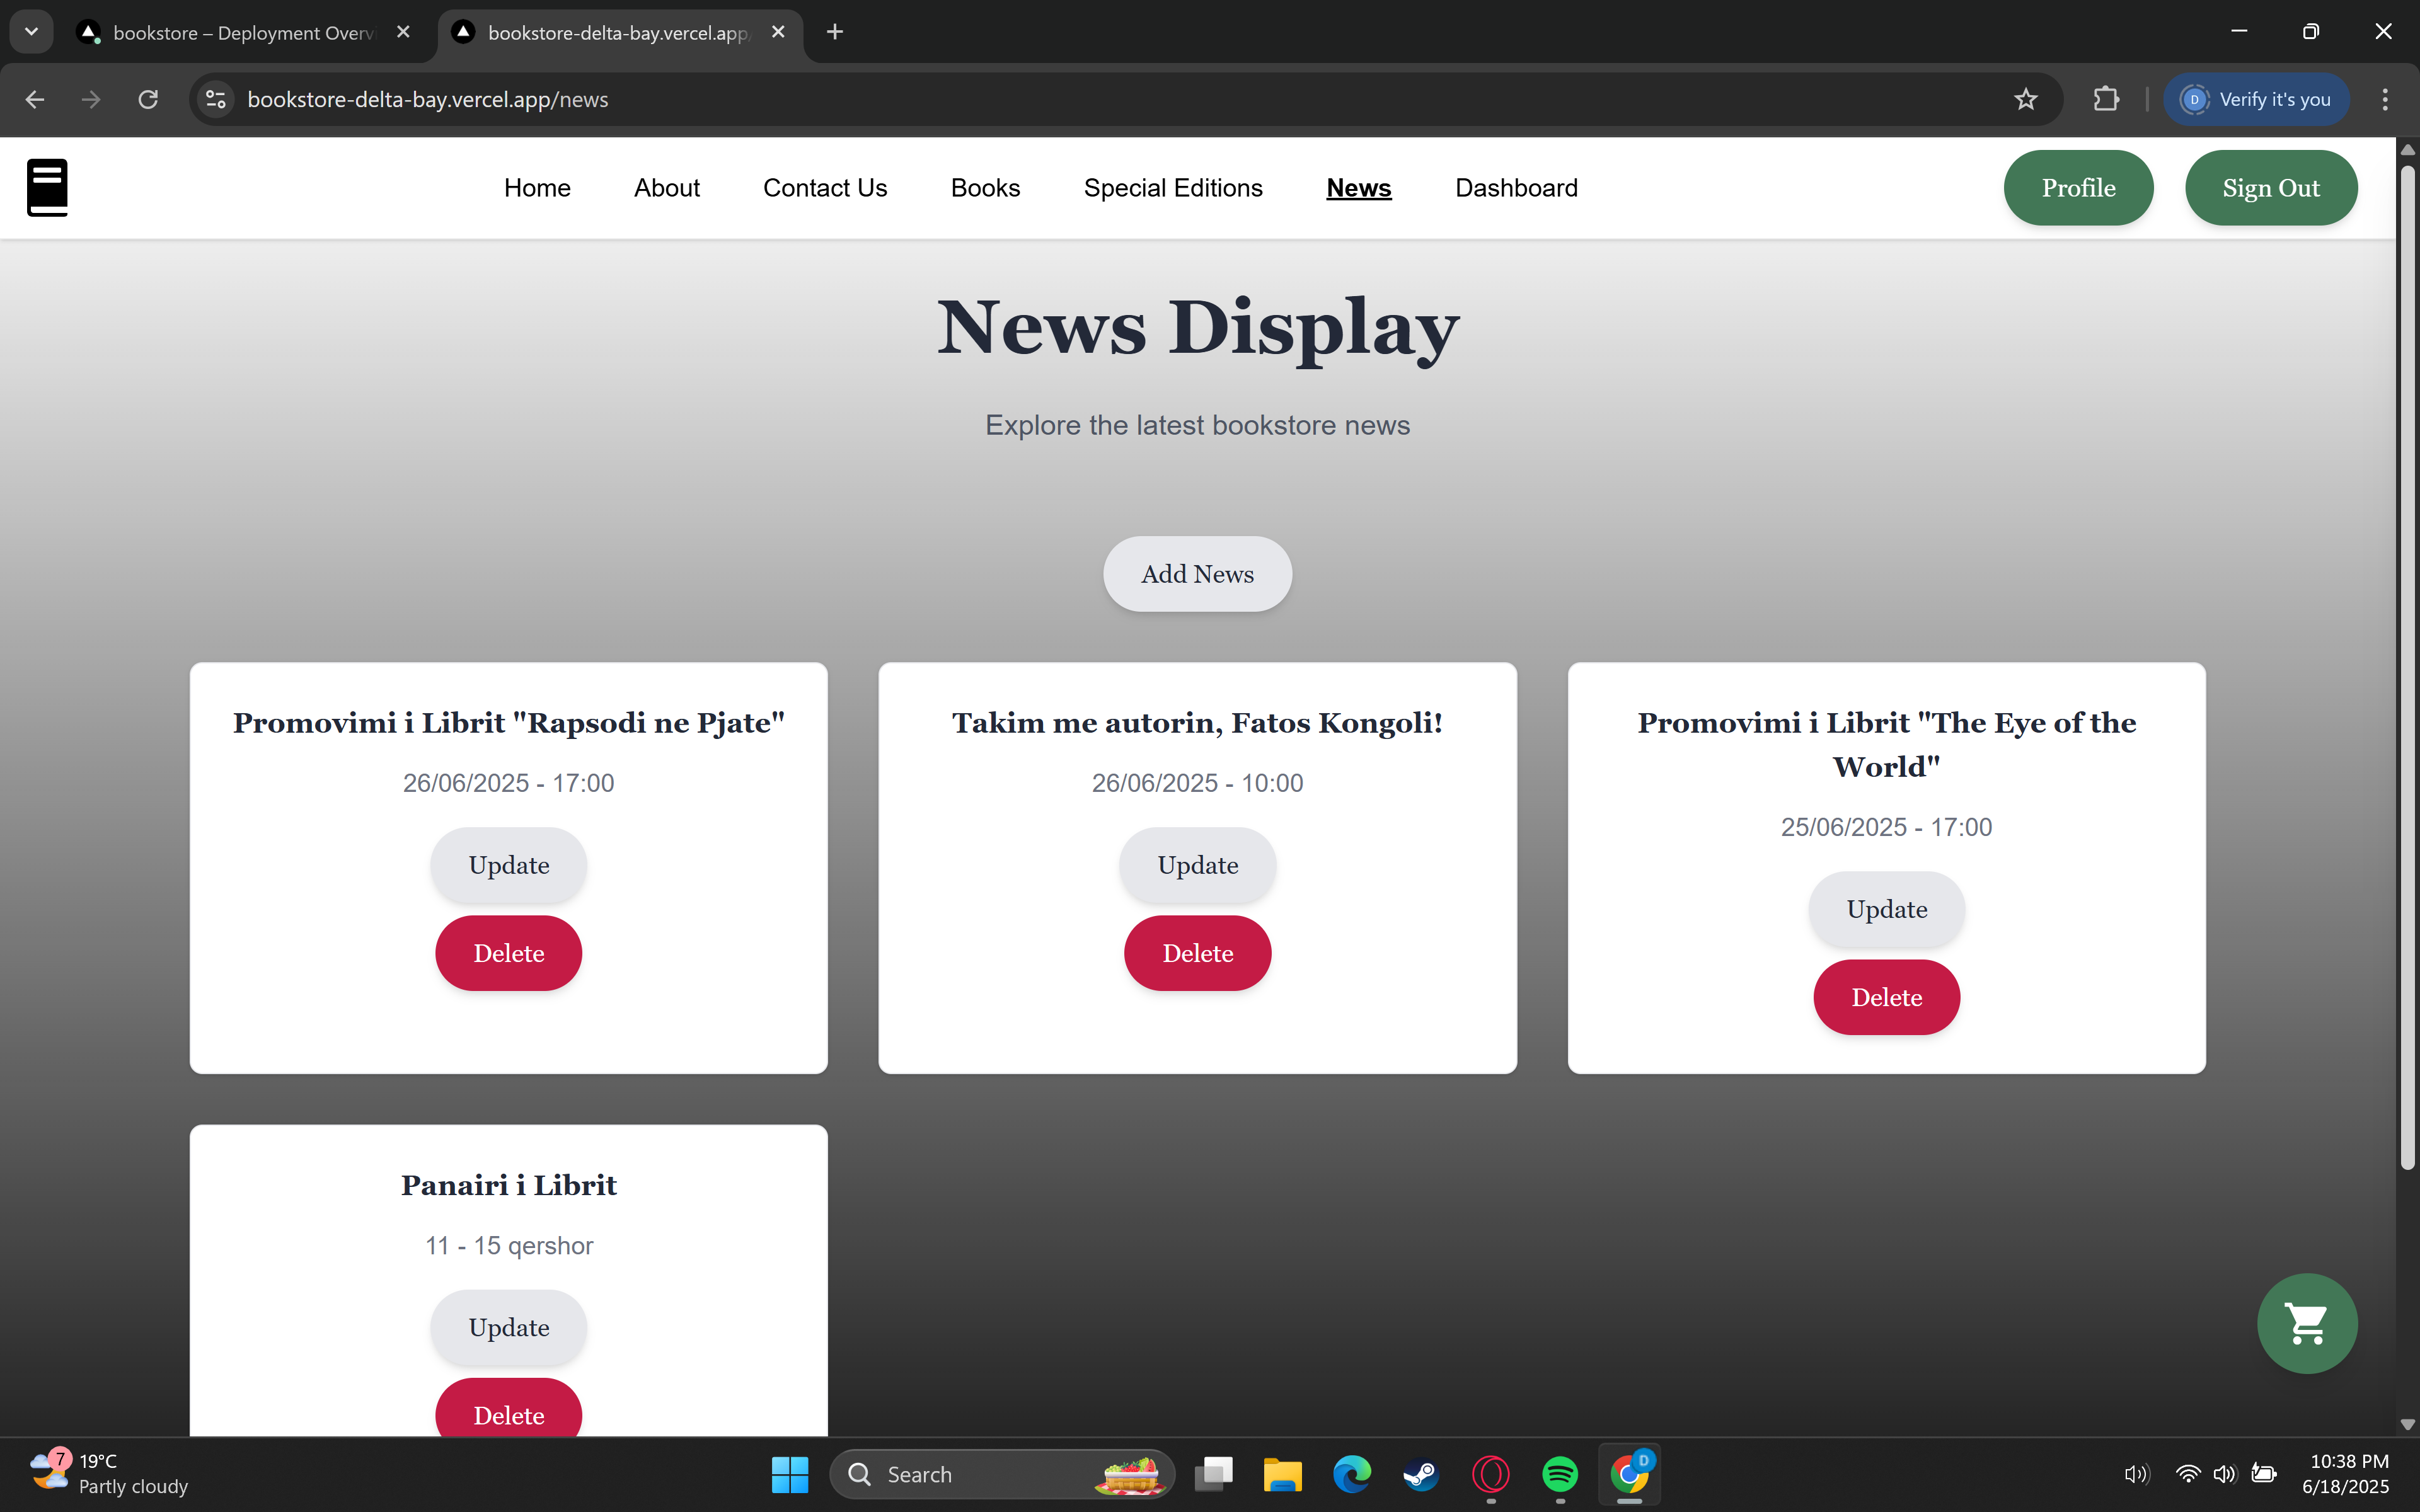 bookstore – Deployment Overv
bookstore-delta-bay.vercel.app/
bookstore-delta-bay.vercel.app/news
D
Verify it's you
Home
About
Contact Us
Books
Special Editions
News
Dashboard
Profile
Sign Out
News Display
Explore the latest bookstore news
Add News
Promovimi i Librit "Rapsodi ne Pjate"
26/06/2025 - 17:00
Update
Delete
Takim me autorin, Fatos Kongoli!
26/06/2025 - 10:00
Update
Delete
Promovimi i Librit "The Eye of the
World"
25/06/2025 - 17:00
Update
Delete
Panairi i Librit
11 - 15 qershor
Update
Delete
7
19°C
Partly cloudy
Search
D
10:38 PM
6/18/2025